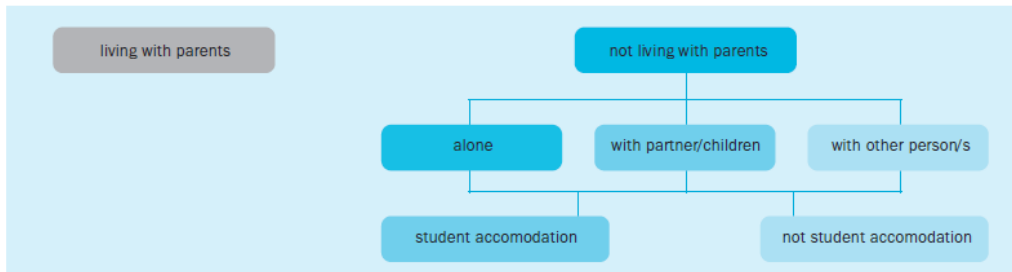 living with parents
not living with parents
alone
with partner/children
with other person/s
student accomodation
not student accomodation